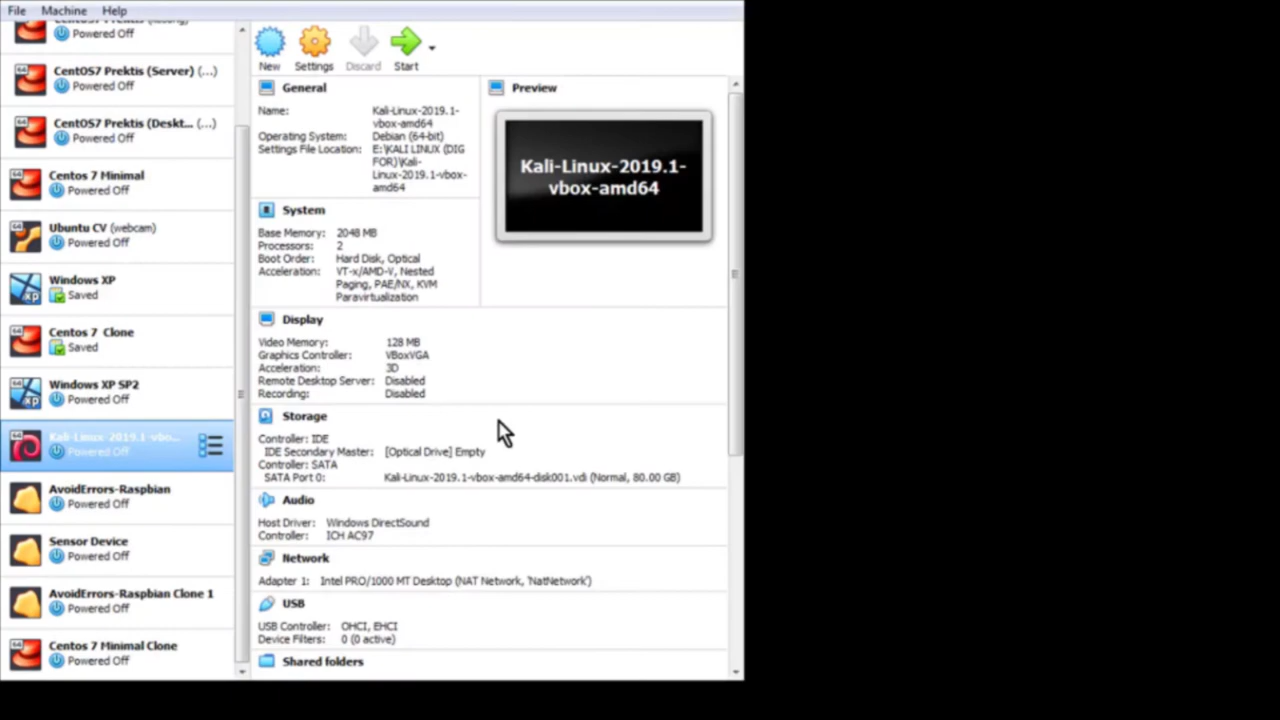 File Machine Help
Powered Off
CentOS7 Prektis (Server) (...)
Powered Off
CentOS7 Prektis (Deskt... (...)
Powered Off
Centos 7 Minimal
Powered Off
Ubuntu CV (webcam)
Powered Off
Windows XP
Saved
Centos 7 Clone
Saved
Windows XP SP2
Powered Off
Kali-Linux-2019.1-vbo...
Powered Off
AvoidErrors-Raspbian
Powered Off
Sensor Device
Powered Off
AvoidErrors-Raspbian Clone 1
Powered Off
Centos 7 Minimal Clone
Powered Off
New Settings Discard Start
General
Name: Kali-Linux-2019.1-
vbox-amd64
Operating System: Debian (64-bit)
Settings File Location: E:\KALI LINUX (DIG
FOR)\Kali-
Linux-2019.1-vbox-
amd64
System
Base Memory: 2048 MB
Processors: 2
Boot Order: Hard Disk, Optical
Acceleration: VT-x/AMD-V, Nested
Paging, PAE/NX, KVM
Paravirtualization
Preview
Kali-Linux-2019.1-
vbox-amd64
Display
Video Memory: 128 MB
Graphics Controller: VBoxVGA
Acceleration: 3D
Remote Desktop Server: Disabled
Recording: Disabled
Storage
Controller: IDE
IDE Secondary Master: [Optical Drive] Empty
Controller: SATA
SATA Port 0: Kali-Linux-2019.1-vbox-amd64-disk001.vdi (Normal, 80.00 GB)
Audio
Host Driver: Windows DirectSound
Controller: ICH AC97
Network
Adapter 1: Intel PRO/1000 MT Desktop (NAT Network, 'NatNetwork')
USB
USB Controller: OHCI, EHCI
Device Filters: 0 (0 active)
Shared folders